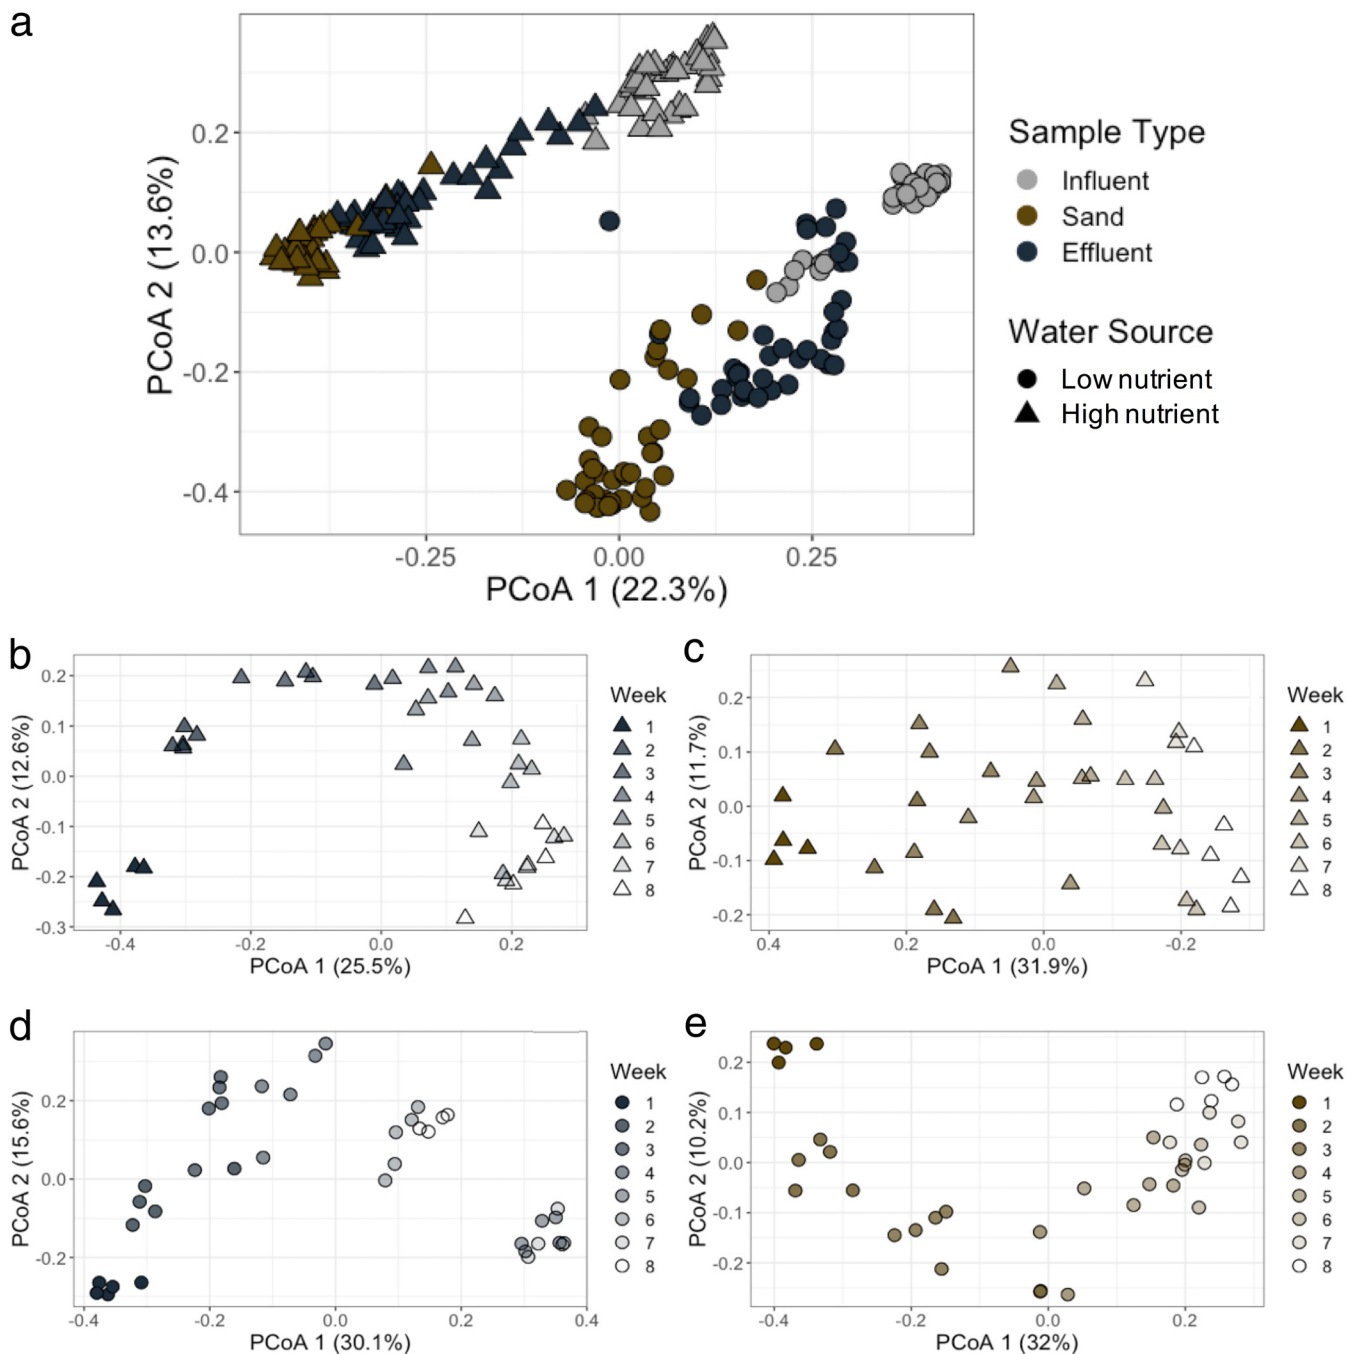 a
0.2
0.0
-0.2
-0.4
PCoA 2 (13.6%)
-0.25
0.00
0.25
PCoA 1 (22.3%)
Sample Type
Influent
Sand
Effluent
Water Source
Low nutrient
High nutrient
b
0.2
0.1
0.0
-0.1
-0.2
-0.3
PCoA 2 (12.6%)
-0.4
-0.2
0.0
0.2
PCoA 1 (25.5%)
Week
1
2
3
4
5
6
7
8
c
0.2
0.1
0.0
-0.1
-0.2
PCoA 2 (11.7%)
0.4
0.2
0.0
-0.2
PCoA 1 (31.9%)
Week
1
2
3
4
5
6
7
8
d
0.2
0.0
-0.2
PCoA 2 (15.6%)
-0.4
-0.2
0.0
0.2
0.4
PCoA 1 (30.1%)
Week
1
2
3
4
5
6
7
8
e
0.2
0.1
0.0
-0.1
-0.2
PCoA 2 (10.2%)
-0.4
-0.2
0.0
0.2
PCoA 1 (32%)
Week
1
2
3
4
5
6
7
8